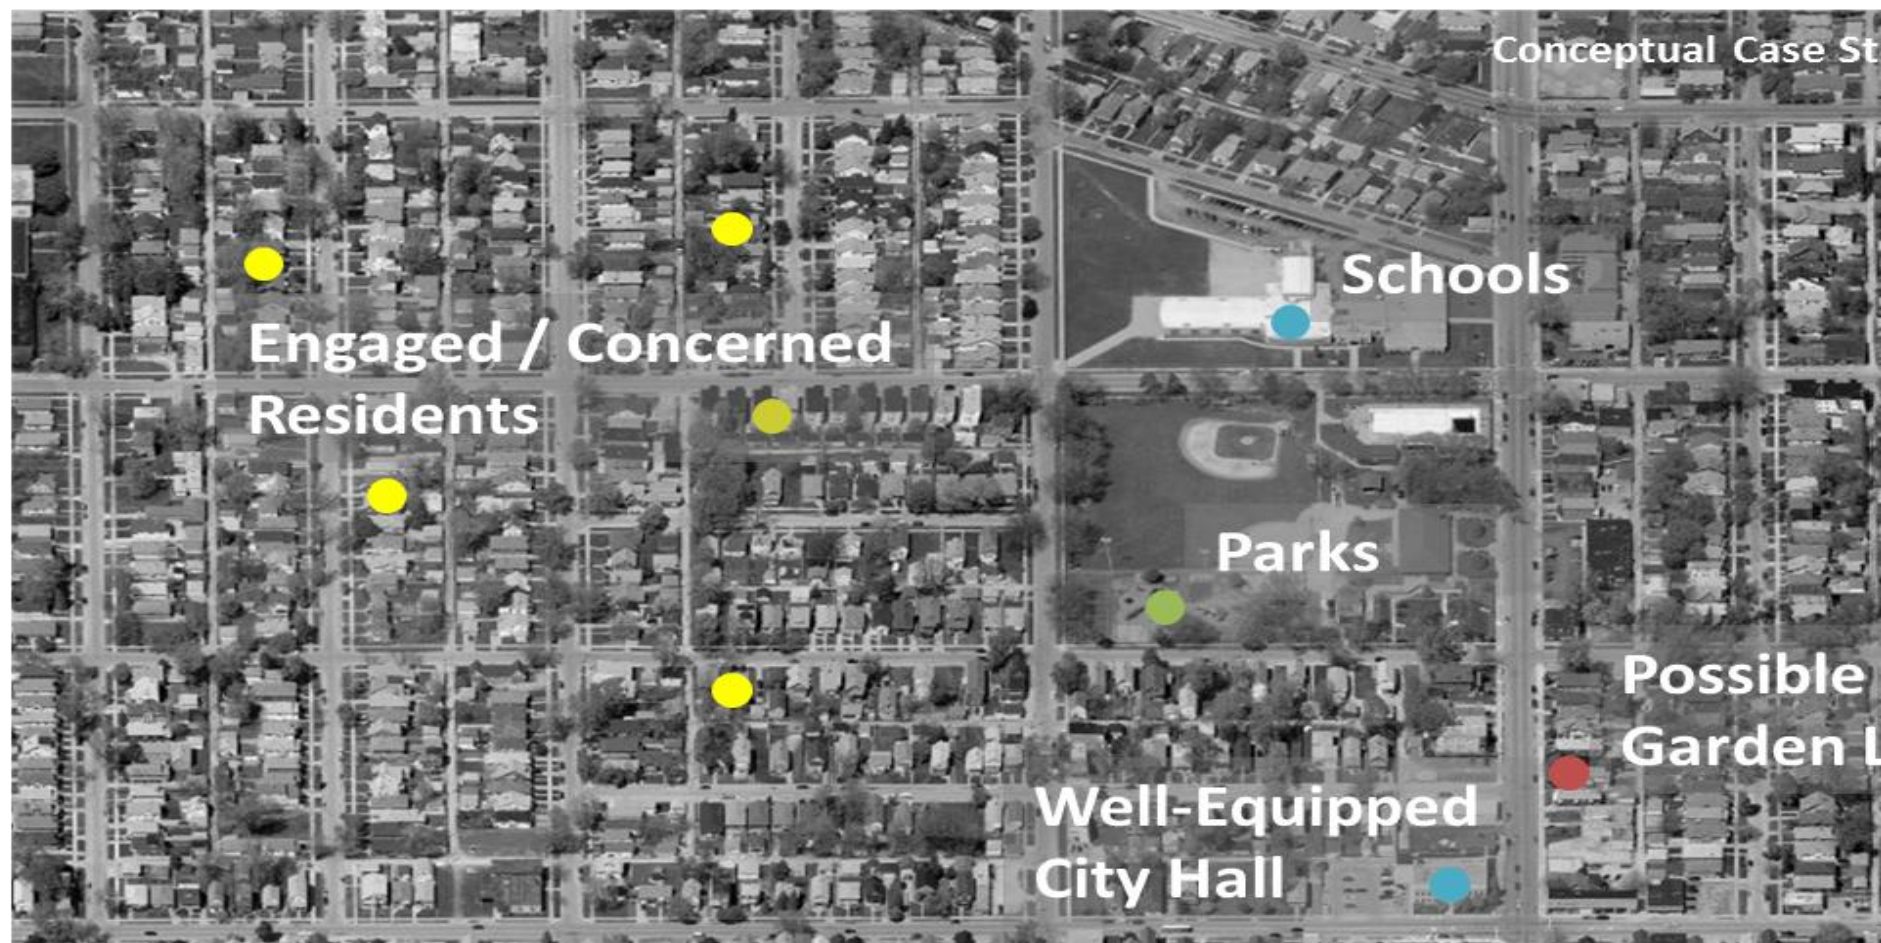 Conceptual Case St
Schools
Engaged / Concerned
Residents
Parks
Possible
Garden L
Well-Equipped
City Hall